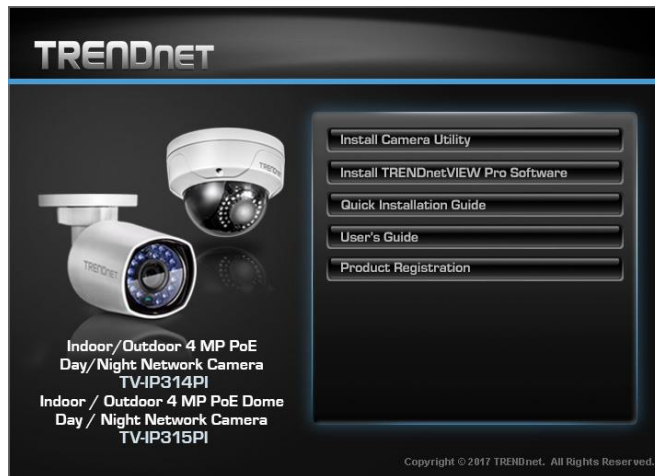 TRENDNET
Install Camera Utility
Install TRENDnetVIEW Pro Software
Quick Installation Guide
User's Guide
Product Registration
TRENDNET
TRENDNET
Indoor/Outdoor 4 MP PoE
Day/Night Network Camera
TV-IP314PI
Indoor / Outdoor 4 MP PoE Dome
Day / Night Network Camera
TV-IP315PI
Copyright © 2017 TRENDnet. All Rights Reserved.